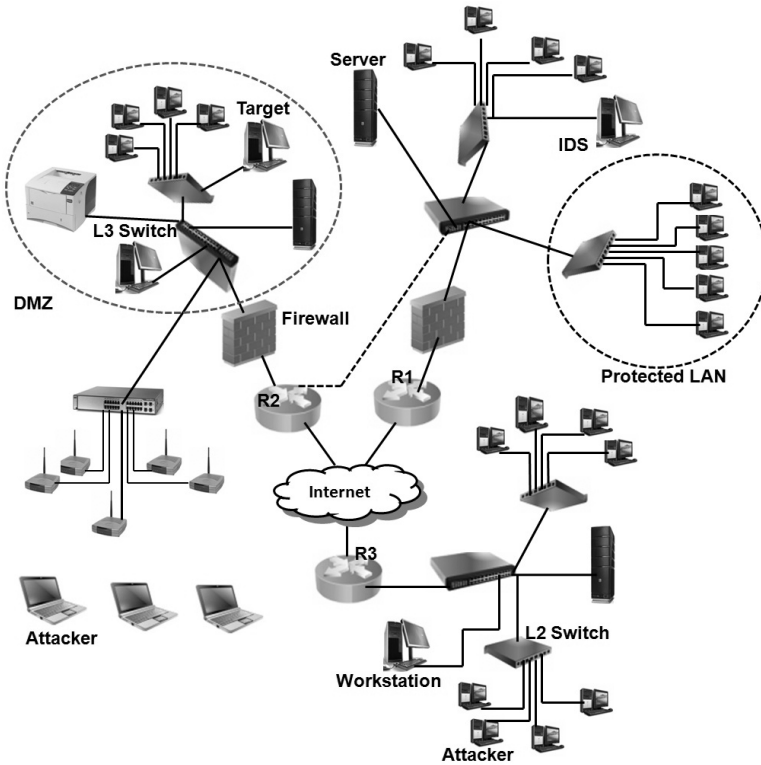 Server
Target
IDS
L3 Switch
DMZ
Firewall
R1
R2
Protected LAN
Internet
R3
Attacker
L2 Switch
Workstation
Attacker